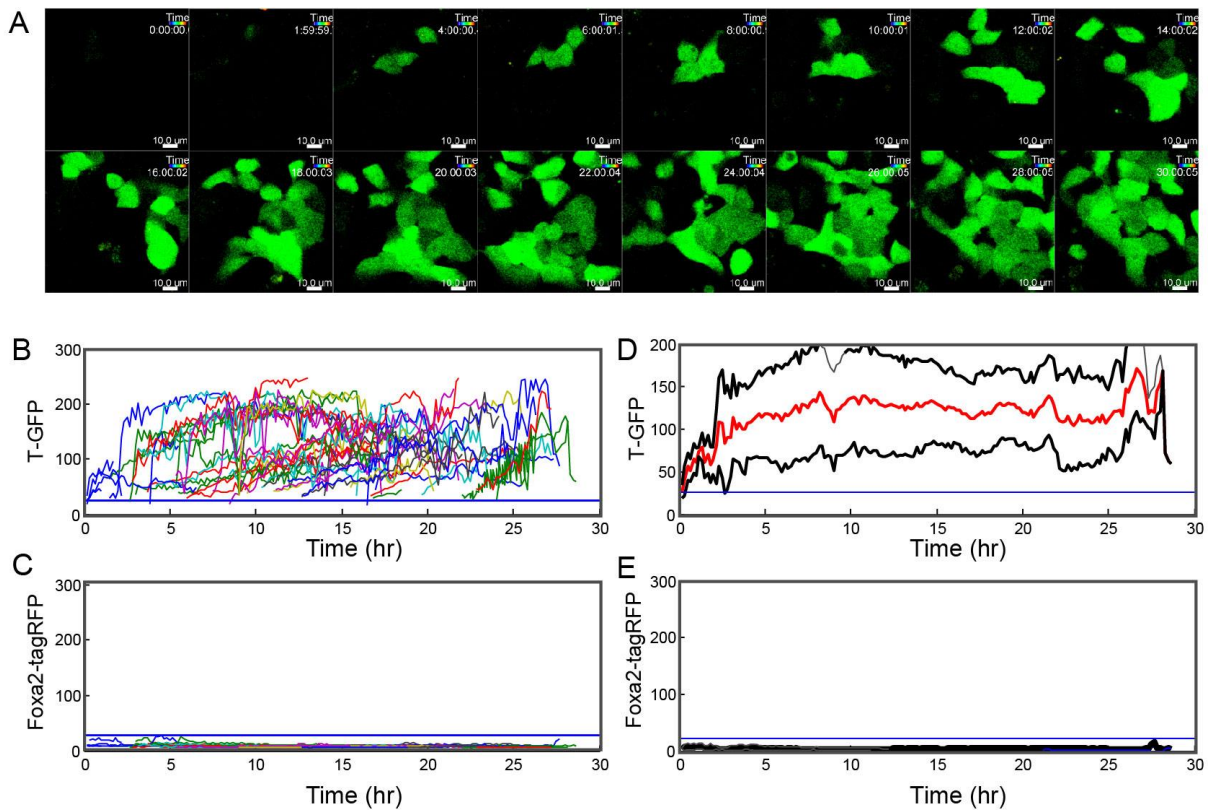 A
Time Time Time Time Time Time Time Time
0:00:00. 1:59:59. 4:00:00. 6:00:01. 8:00:00. 10:00:01 12:00:02 14:00:02
10.0 um 10.0 um 10.0 um 10.0 um 10.0 um 10.0 um 10.0 um 10.0 um
Time Time Time Time Time Time Time Time
16.00.02 18.00.03 20.00.03 22.00.04 24.00.04 26:00:05 28:00:05 30.00.05
10.0 um 10.0 um 10.0 um 10.0 um 10.0 um 10.0 um 10.0 um 10.0 um
B
T-GFP
300
200
100
0
0 5 10 15 20 25 30
Time (hr)
D
T-GFP
200
150
100
50
0
0 5 10 15 20 25 30
Time (hr)
C
Foxa2-tagRFP
300
200
100
0
0 5 10 15 20 25 30
Time (hr)
E
Foxa2-tagRFP
300
200
100
0
0 5 10 15 20 25 30
Time (hr)